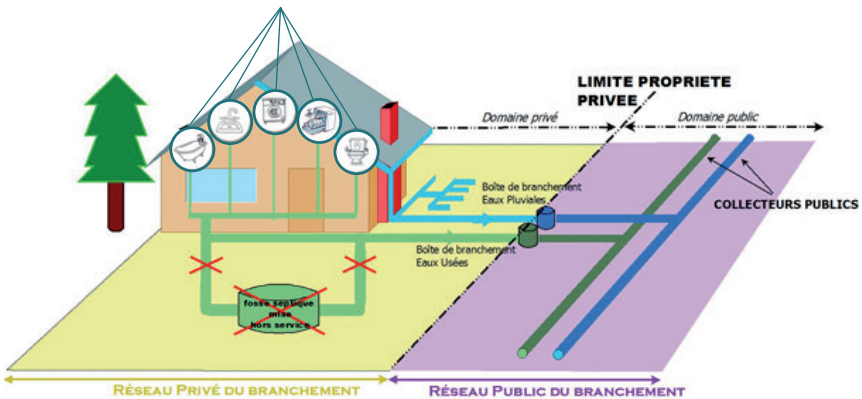 LIMITE PROPRIETE
PRIVEE
Domaine privé
Domaine public
Boîte de branchement
Eaux Pluviales
COLLECTEURS PUBLICS
Boîte de branchement
Eaux Usées
fosse septique
mise
hors service
RÉSEAU PRIVÉ DU BRANCHEMENT
RÉSEAU PUBLIC DU BRANCHEMENT